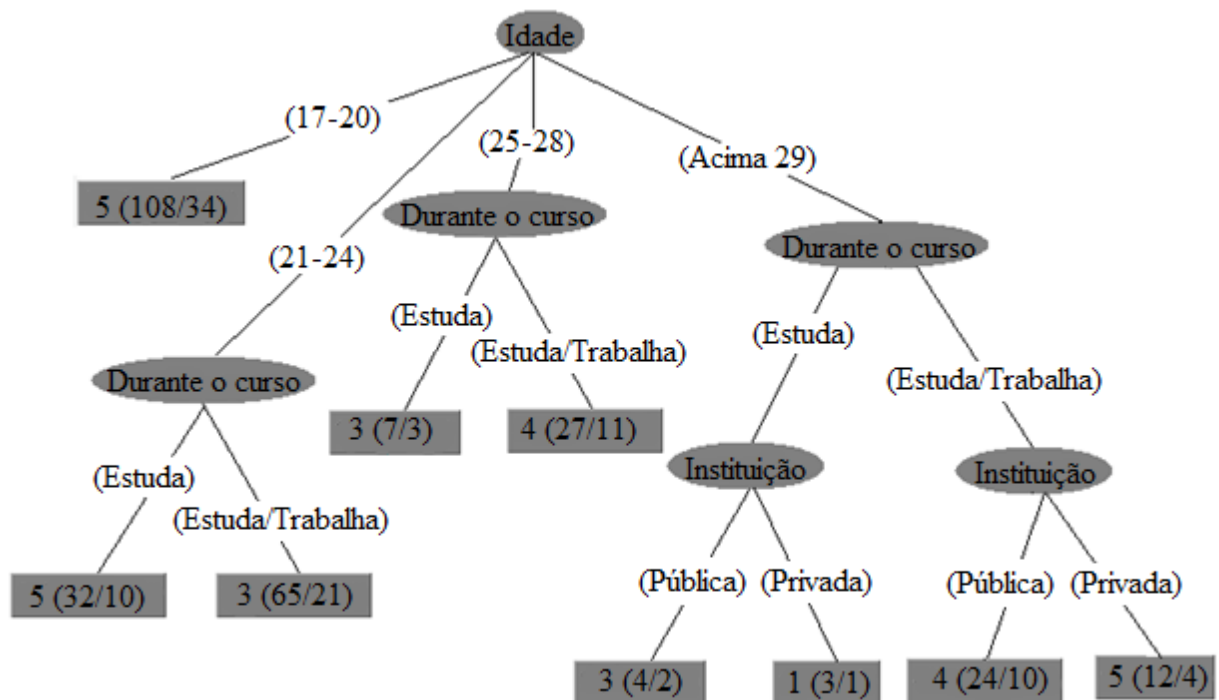 Idade
(17-20)
(25-28)
(Acima 29)
5 (108/34)
Durante o curso
Durante o curso
(21-24)
(Estuda)
(Estuda)
(Estuda/Trabalha)
Durante o curso
(Estuda/Trabalha)
3 (7/3)
4 (27/11)
Instituição
Instituição
(Estuda)
(Estuda/Trabalha)
(Pública)
(Privada)
(Pública)
(Privada)
5 (32/10)
3 (65/21)
3 (4/2)
1 (3/1)
4 (24/10)
5 (12/4)